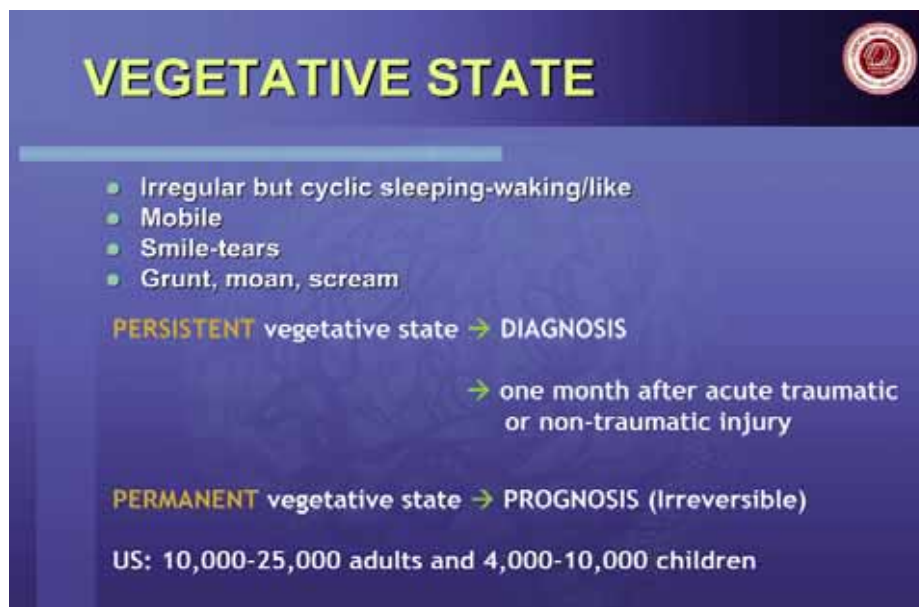 VEGETATIVE STATE
Irregular but cyclic sleeping-waking/like
Mobile
Smile-tears
Grunt, moan, scream
PERSISTENT vegetative state → DIAGNOSIS
→ one month after acute traumatic
or non-traumatic injury
PERMANENT vegetative state → PROGNOSIS (Irreversible)
US: 10,000-25,000 adults and 4,000-10,000 children